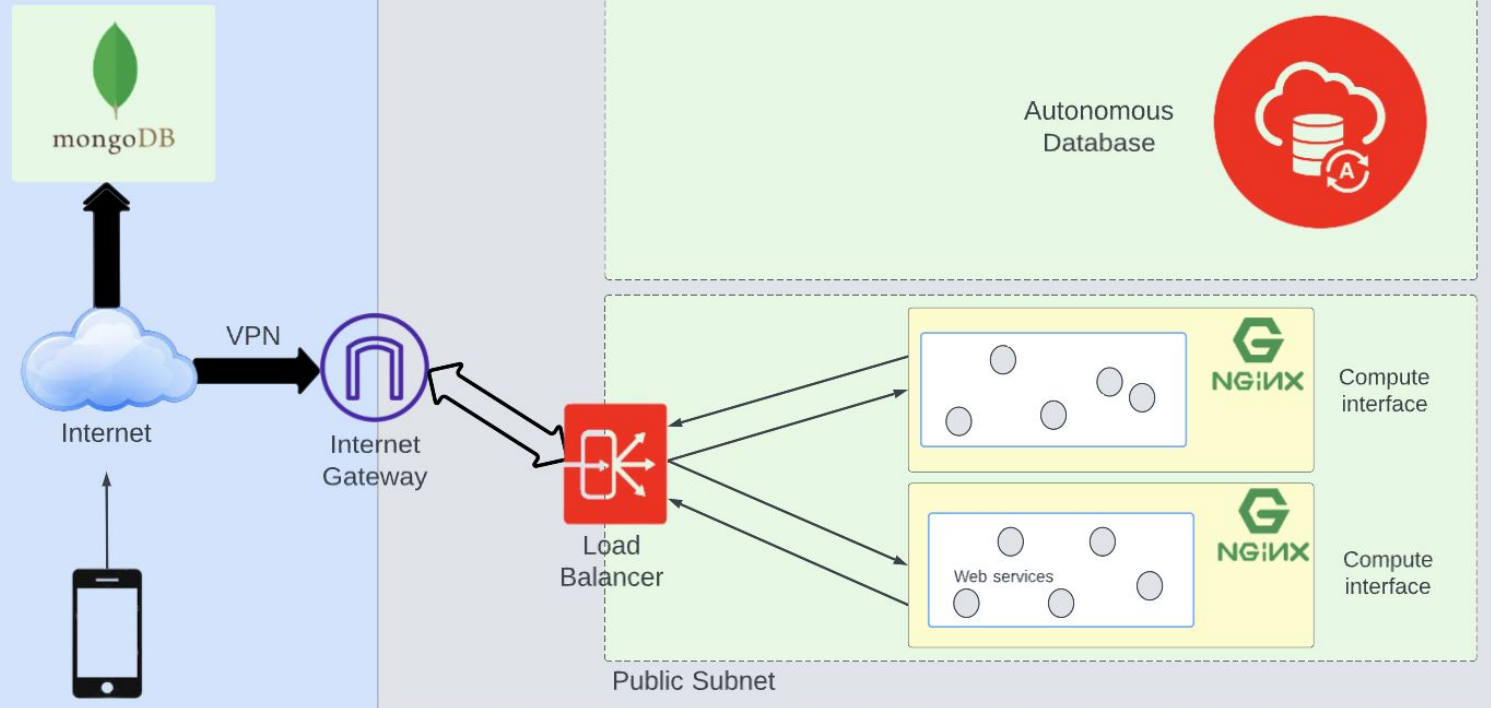 mongoDB
Autonomous
Database
A
VPN
Internet
Internet
Gateway
Load
Balancer
NGINX
Compute
interface
Web services
NGINX
Compute
interface
Public Subnet